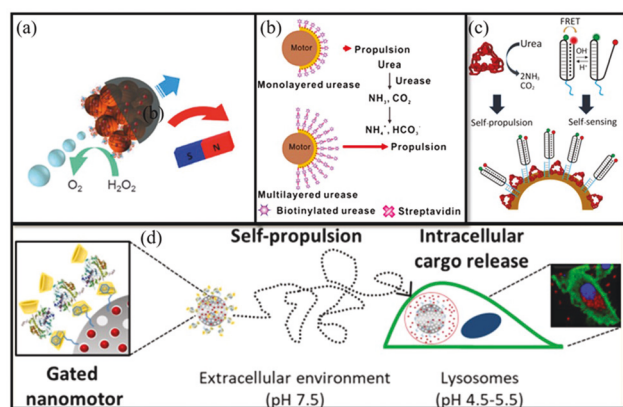 (a)
(b)
S N
O₂ H₂O₂
(b)
Motor
Propulsion
Urea
Monolayered urease
Urease
NH₃, CO₂
NH₄⁺, HCO₃⁻
Motor
Propulsion
Multilayered urease
Biotinylated urease Streptavidin
(c)
FRET
Urea
OH⁻
H⁺
2NH₃
CO₂
Self-propulsion
Self-sensing
(d)
Self-propulsion
Intracellular
cargo release
Gated
nanomotor
Extracellular environment
(pH 7.5)
Lysosomes
(pH 4.5-5.5)